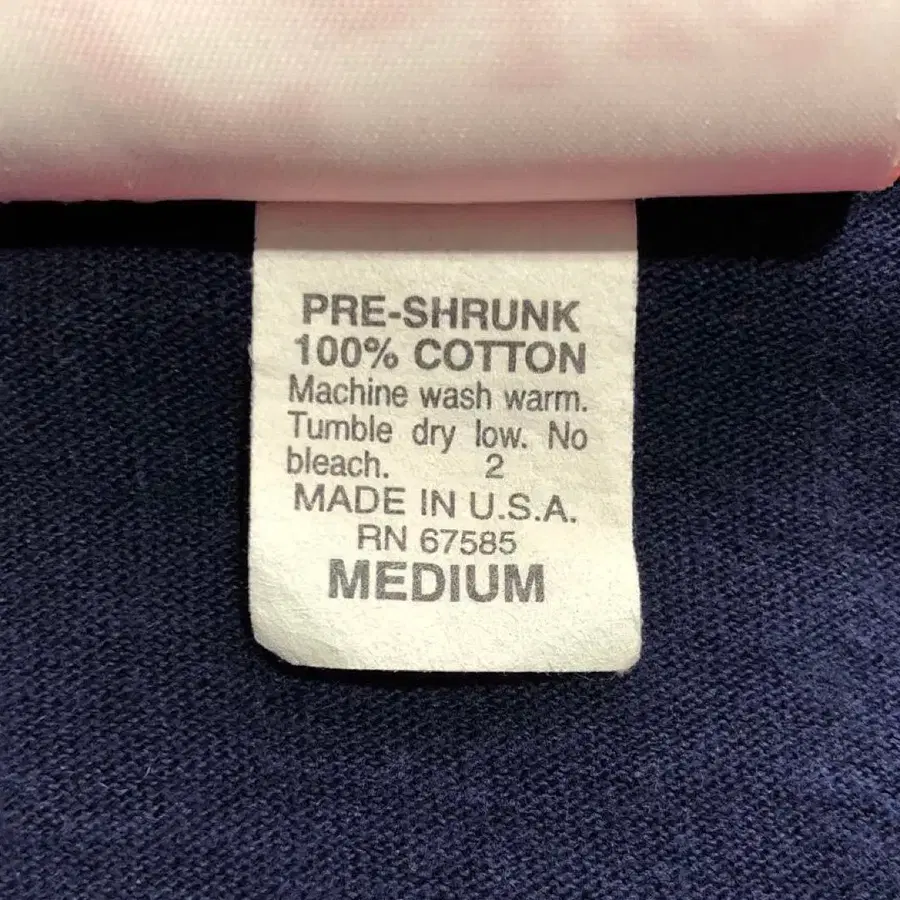 PRE-SHRUNK
100% COTTON
Machine wash warm.
Tumble dry low. No
bleach. 2
MADE IN U.S.A.
RN 67585
MEDIUM